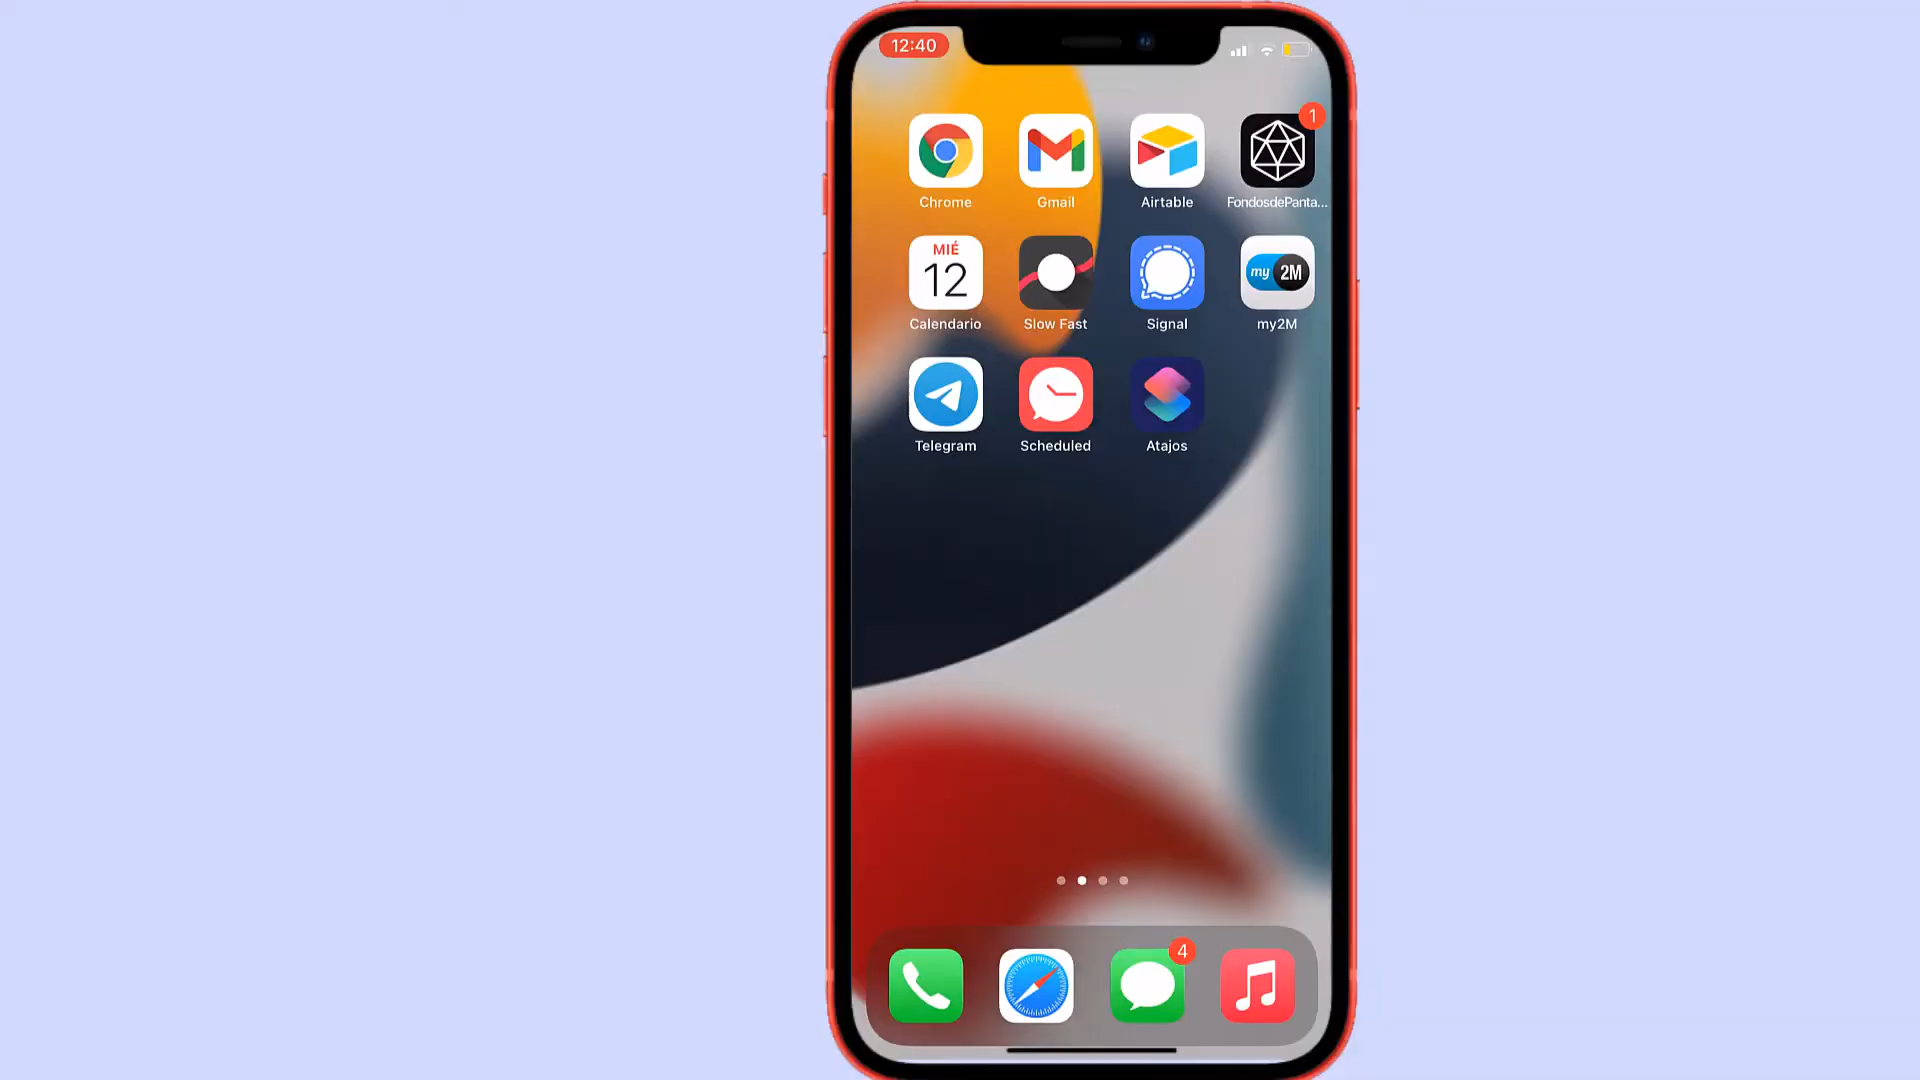 12:40
1
Chrome Gmail Airtable FondosdePanta...
MIÉ
12
my 2M
Calendario Slow Fast Signal my2M
Telegram Scheduled Atajos
4